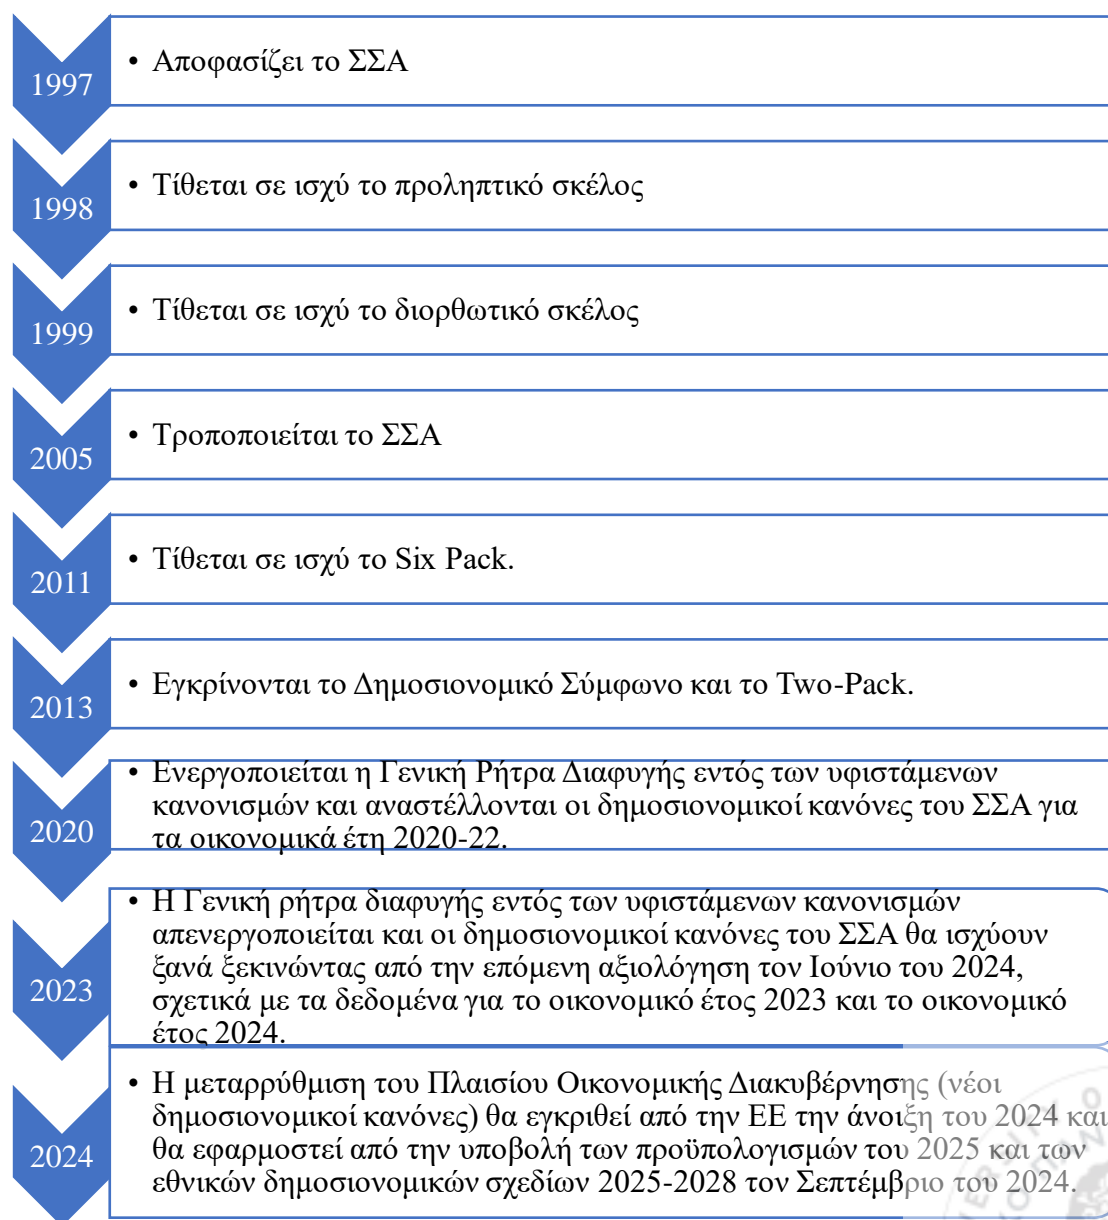 1997
• Αποφασίζει το ΣΣΑ
1998
• Τίθεται σε ισχύ το προληπτικό σκέλος
1999
• Τίθεται σε ισχύ το διορθωτικό σκέλος
2005
• Τροποποιείται το ΣΣΑ
2011
• Τίθεται σε ισχύ το Six Pack.
2013
• Εγκρίνονται το Δημοσιονομικό Σύμφωνο και το Two-Pack.
2020
• Ενεργοποιείται η Γενική Ρήτρα Διαφυγής εντός των υφιστάμενων
κανονισμών και αναστέλλονται οι δημοσιονομικοί κανόνες του ΣΣΑ για
τα οικονομικά έτη 2020-22.
2023
• Η Γενική ρήτρα διαφυγής εντός των υφιστάμενων κανονισμών
απενεργοποιείται και οι δημοσιονομικοί κανόνες του ΣΣΑ θα ισχύουν
ξανά ξεκινώντας από την επόμενη αξιολόγηση τον Ιούνιο του 2024,
σχετικά με τα δεδομένα για το οικονομικό έτος 2023 και το οικονομικό
έτος 2024.
2024
• Η μεταρρύθμιση του Πλαισίου Οικονομικής Διακυβέρνησης (νέοι
δημοσιονομικοί κανόνες) θα εγκριθεί από την ΕΕ την άνοιξη του 2024 και
θα εφαρμοστεί από την υποβολή των προϋπολογισμών του 2025 και των
εθνικών δημοσιονομικών σχεδίων 2025-2028 τον Σεπτέμβριο του 2024.